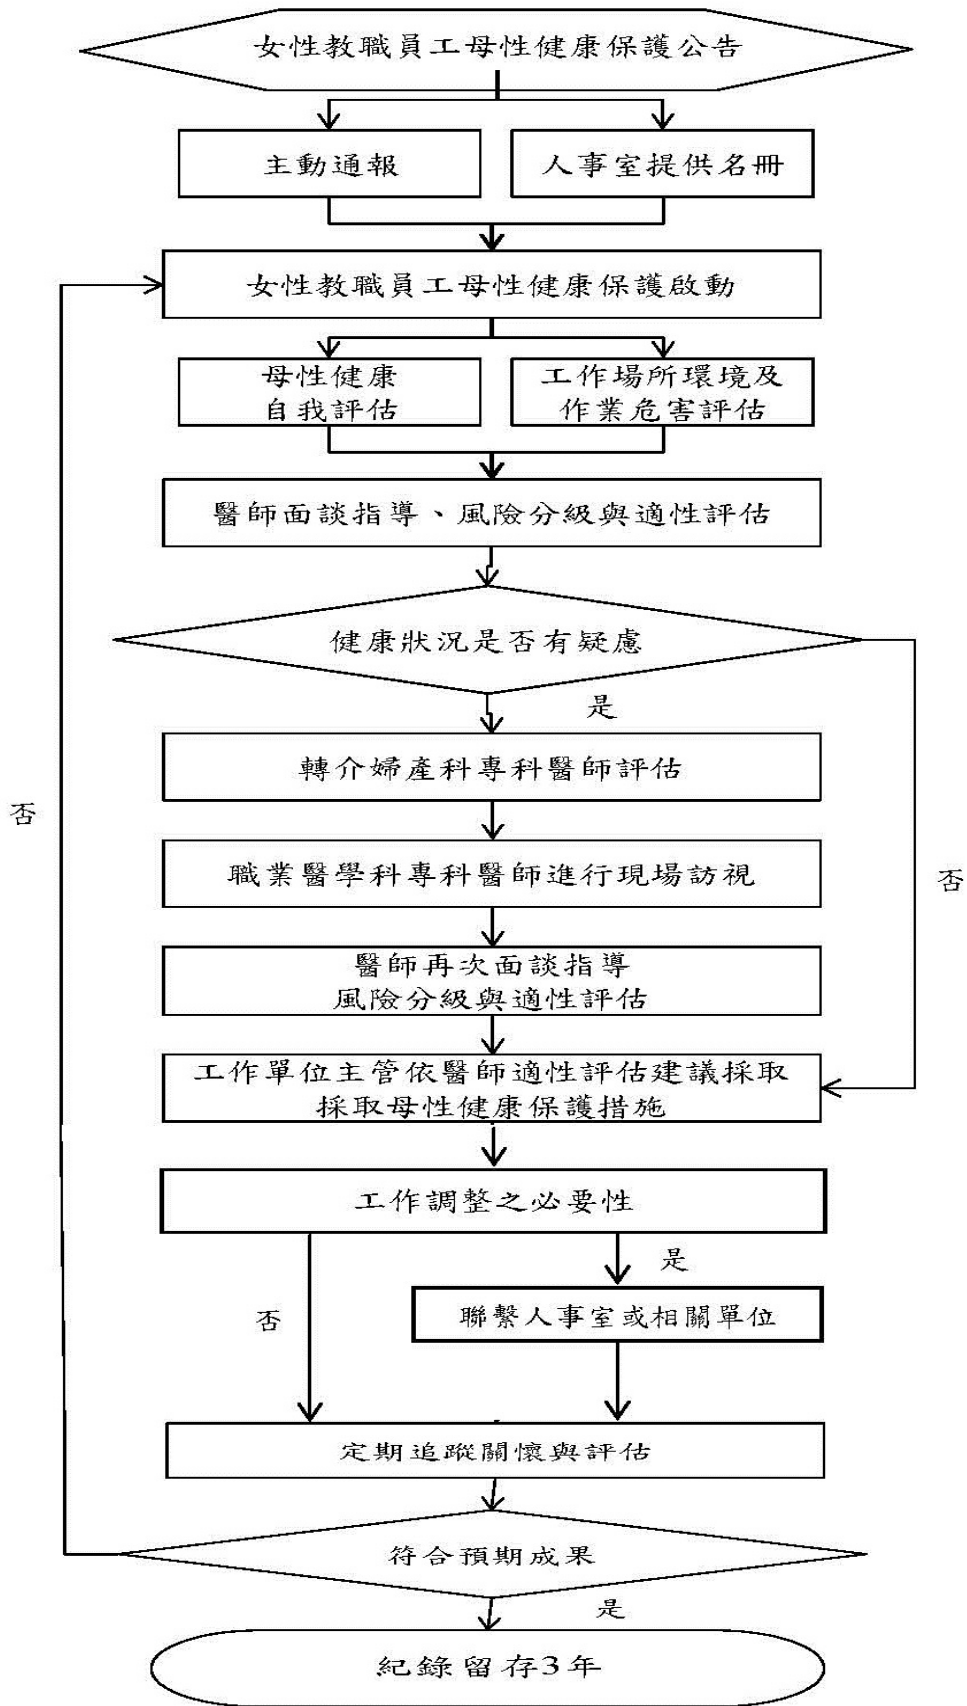 女性教職員工母性健康保護公告
主動通報
人事室提供名冊
女性教職員工母性健康保護啟動
母性健康
自我評估
工作場所環境及
作業危害評估
醫師面談指導、風險分級與適性評估
健康狀況是否有疑慮
是
轉介婦產科專科醫師評估
否
職業醫學科專科醫師進行現場訪視
否
醫師再次面談指導
風險分級與適性評估
工作單位主管依醫師適性評估建議採取
採取母性健康保護措施
工作調整之必要性
是
否
聯繫人事室或相關單位
定期追蹤關懷與評估
符合預期成果
是
紀錄留存3年